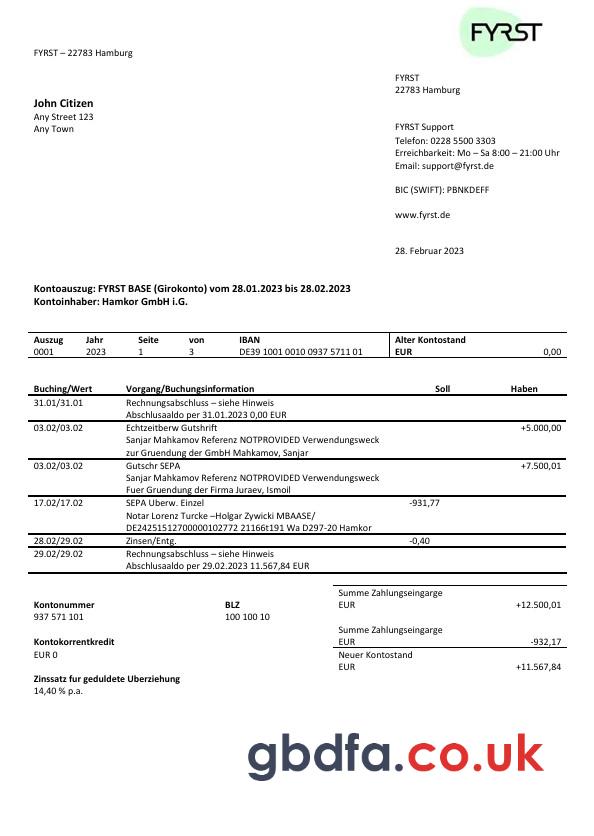 FYRST
FYRST – 22783 Hamburg
FYRST
22783 Hamburg
John Citizen
Any Street 123
Any Town
FYRST Support
Telefon: 0228 5500 3303
Erreichbarkeit: Mo – Sa 8:00 – 21:00 Uhr
Email: support@fyrst.de
BIC (SWIFT): PBNKDEFF
www.fyrst.de
28. Februar 2023
Kontoauszug: FYRST BASE (Girokonto) vom 28.01.2023 bis 28.02.2023
Kontoinhaber: Hamkor GmbH i.G.
Auszug Jahr Seite von IBAN Alter Kontostand
0001 2023 1 3 DE39 1001 0010 0937 5711 01 EUR 0,00
Buching/Wert Vorgang/Buchungsinformation Soll Haben
31.01/31.01 Rechnungsabschluss – siehe Hinweis
Abschlusaaldo per 31.01.2023 0,00 EUR
03.02/03.02 Echtzeitberw Gutshrift +5.000,00
Sanjar Mahkamov Referenz NOTPROVIDED Verwendungsweck
zur Gruendung der GmbH Mahkamov, Sanjar
03.02/03.02 Gutschr SEPA +7.500,01
Sanjar Mahkamov Referenz NOTPROVIDED Verwendungsweck
Fuer Gruendung der Firma Juraev, Ismoil
17.02/17.02 SEPA Uberw. Einzel -931,77
Notar Lorenz Turcke –Holgar Zywicki MBAASE/
DE24251512700000102772 21166t191 Wa D297-20 Hamkor
28.02/29.02 Zinsen/Entg. -0,40
29.02/29.02 Rechnungsabschluss – siehe Hinweis
Abschlusaaldo per 29.02.2023 11.567,84 EUR
Summe Zahlungseingarge
Kontonummer BLZ EUR +12.500,01
937 571 101 100 100 10
Summe Zahlungseingarge
Kontokorrentkredit EUR -932,17
EUR 0 Neuer Kontostand
EUR +11.567,84
Zinssatz fur geduldete Uberziehung
14,40 % p.a.
gbdfa.co.uk